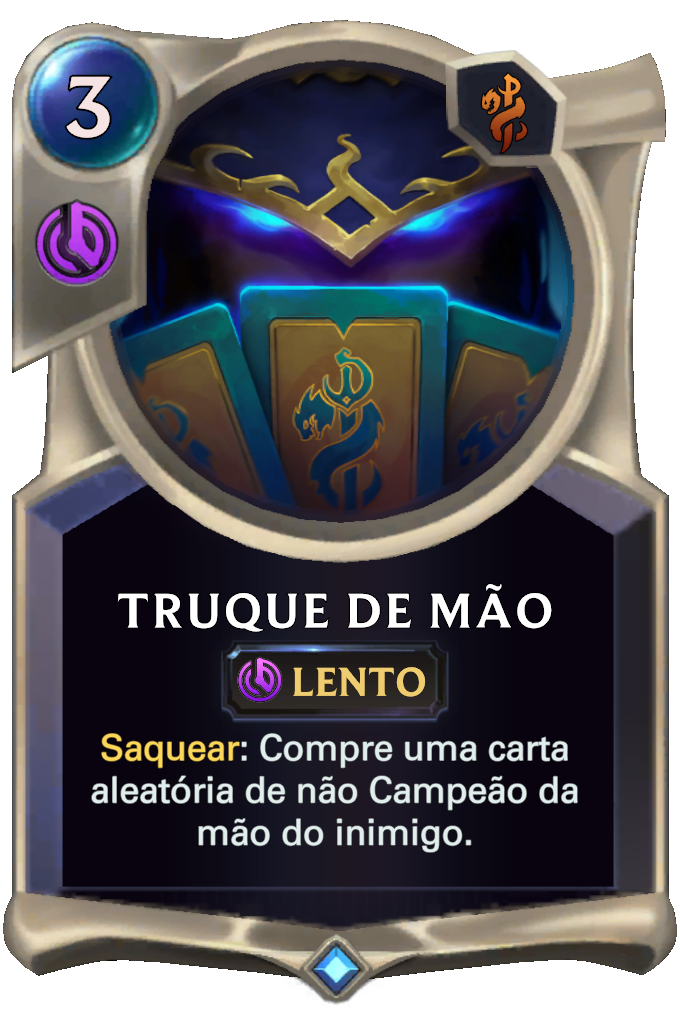 3
TRUQUE DE MÃO
LENTO
Saquear: Compre uma carta
aleatória de não Campeão da
mão do inimigo.